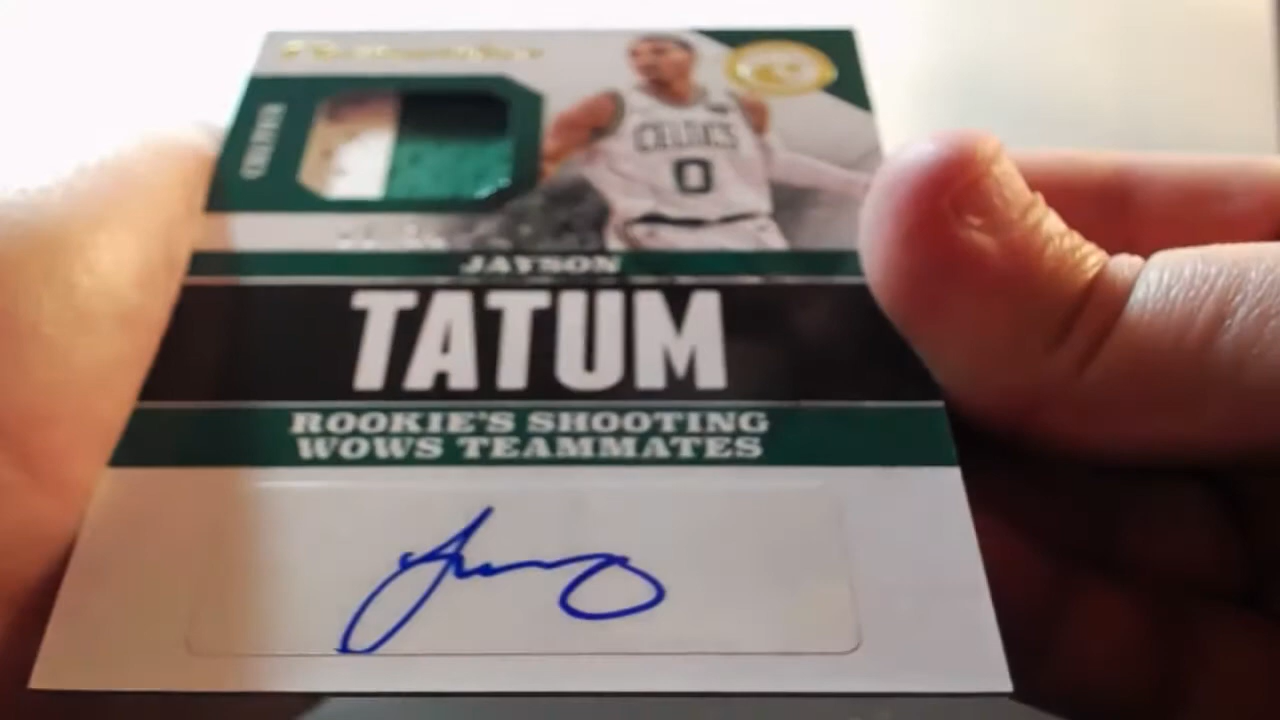 CELTICS
0
JAYSON
TATUM
ROOKIE'S SHOOTING
WOWS TEAMMATES